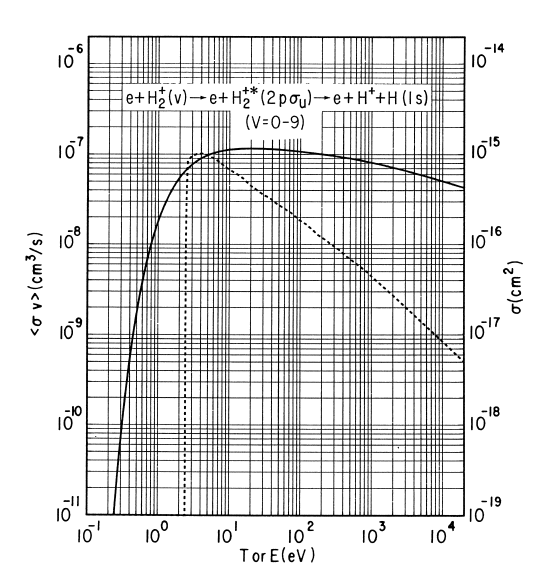 e+H₂⁺(v)→e+H₂⁺*(2pσᵤ)→e+H⁺+H(1s)
(V=0-9)
10⁻⁶
10⁻⁷
10⁻⁸
10⁻⁹
10⁻¹⁰
10⁻¹¹
<σ v>(cm³/s)
10⁻¹⁴
10⁻¹⁵
10⁻¹⁶
10⁻¹⁷
10⁻¹⁸
10⁻¹⁹
σ(cm²)
10⁻¹ 10⁰ 10¹ 10² 10³ 10⁴
T or E(eV)